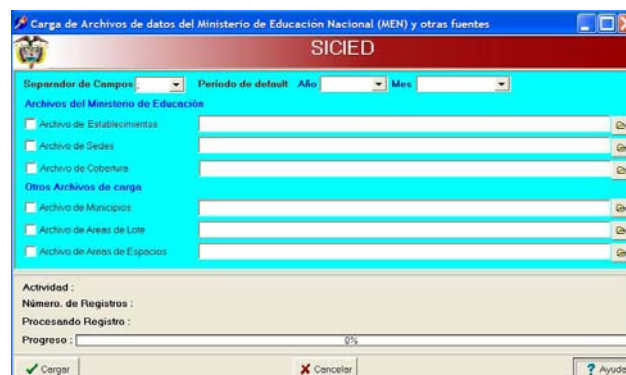 Carga de Archivos de datos del Ministerio de Educación Nacional (MEN) y otras fuentes
SICIED
Separador de Campos ; Periodo de default Año Mes
Archivos del Ministerio de Educación
Archivo de Establecimientos
Archivo de Sedes
Archivo de Cobertura
Otros Archivos de carga
Archivo de Municipios
Archivo de Areas de Lote
Archivo de Areas de Espacios
Actividad :
Número. de Registros :
Procesando Registro :
Progreso : 0%
Cargar Cancelar ? Ayuda